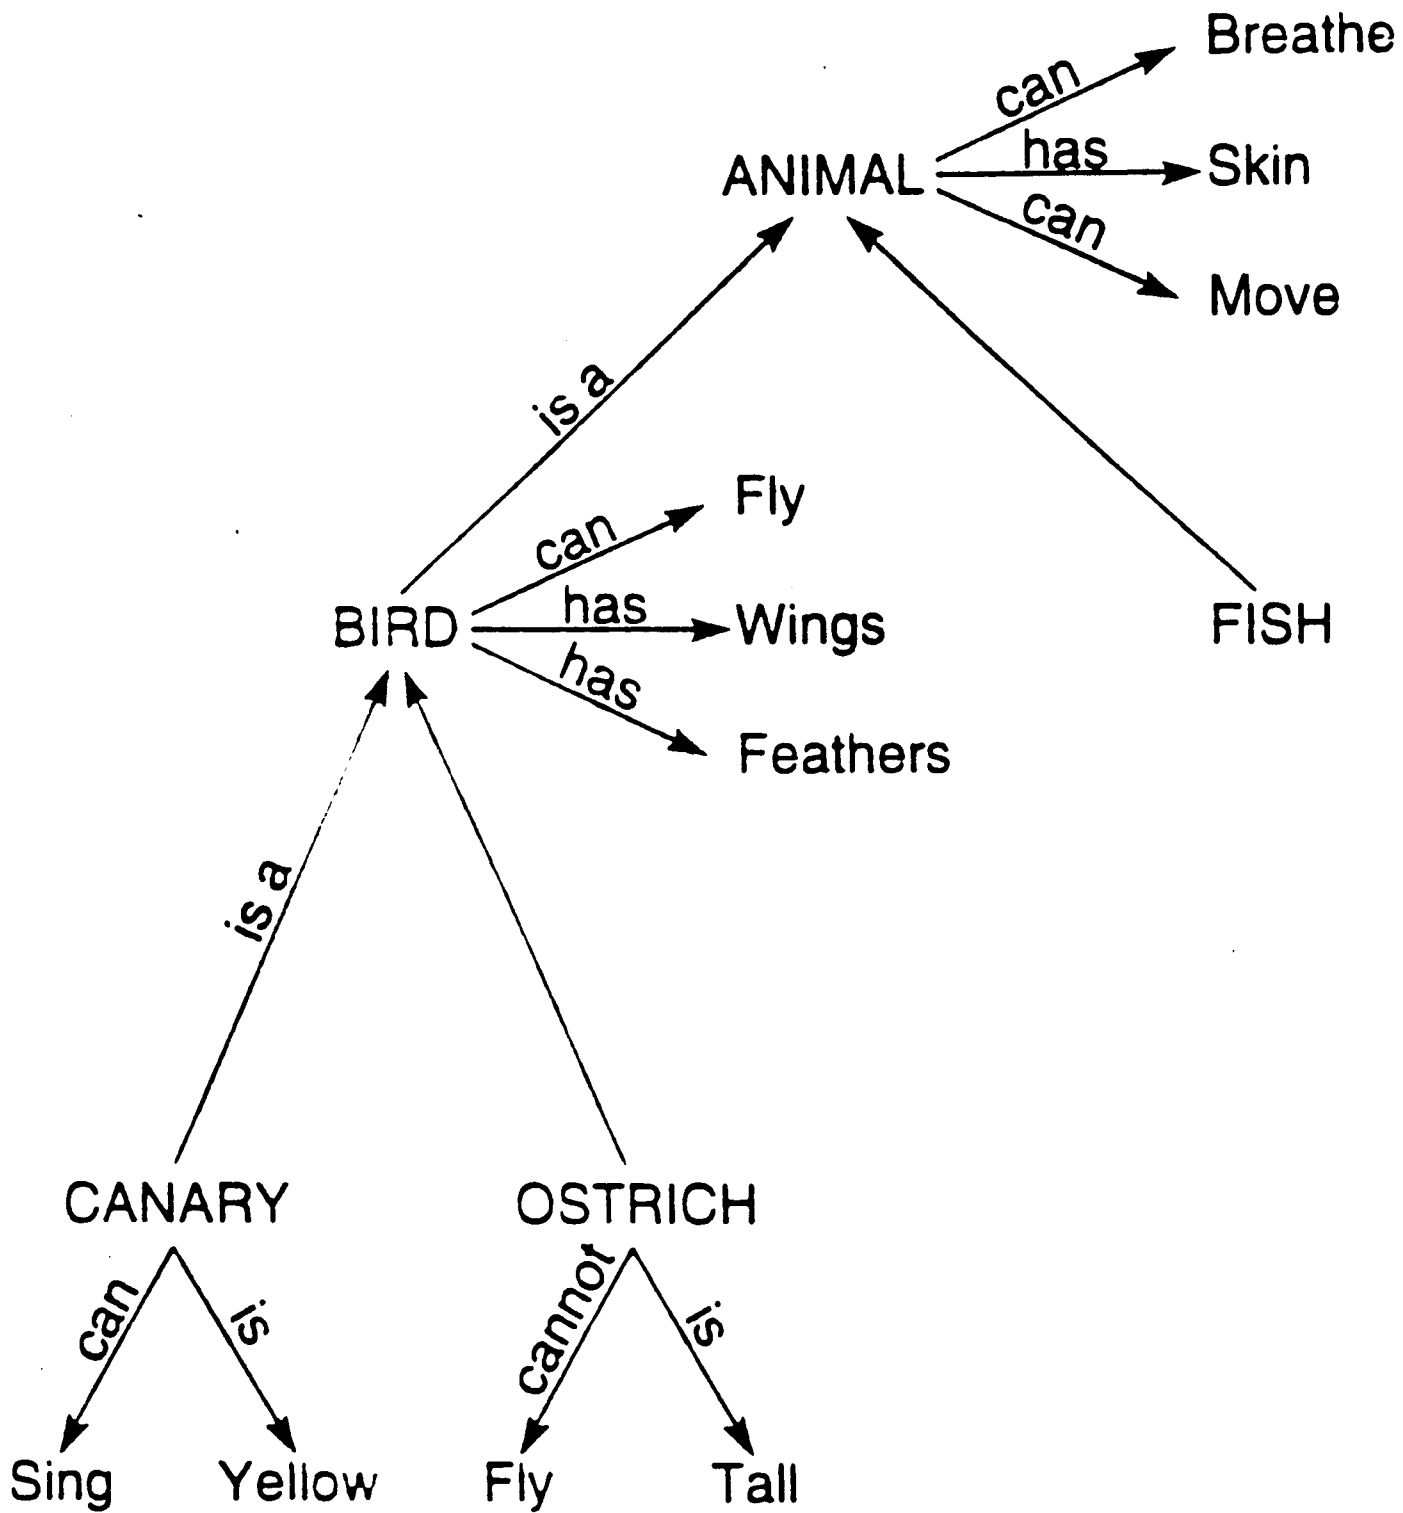 Breathe
can
ANIMAL
has
Skin
can
Move
is a
Fly
can
BIRD
has
Wings
FISH
has
Feathers
is a
CANARY
OSTRICH
can
is
cannot
is
Sing
Yellow
Fly
Tall